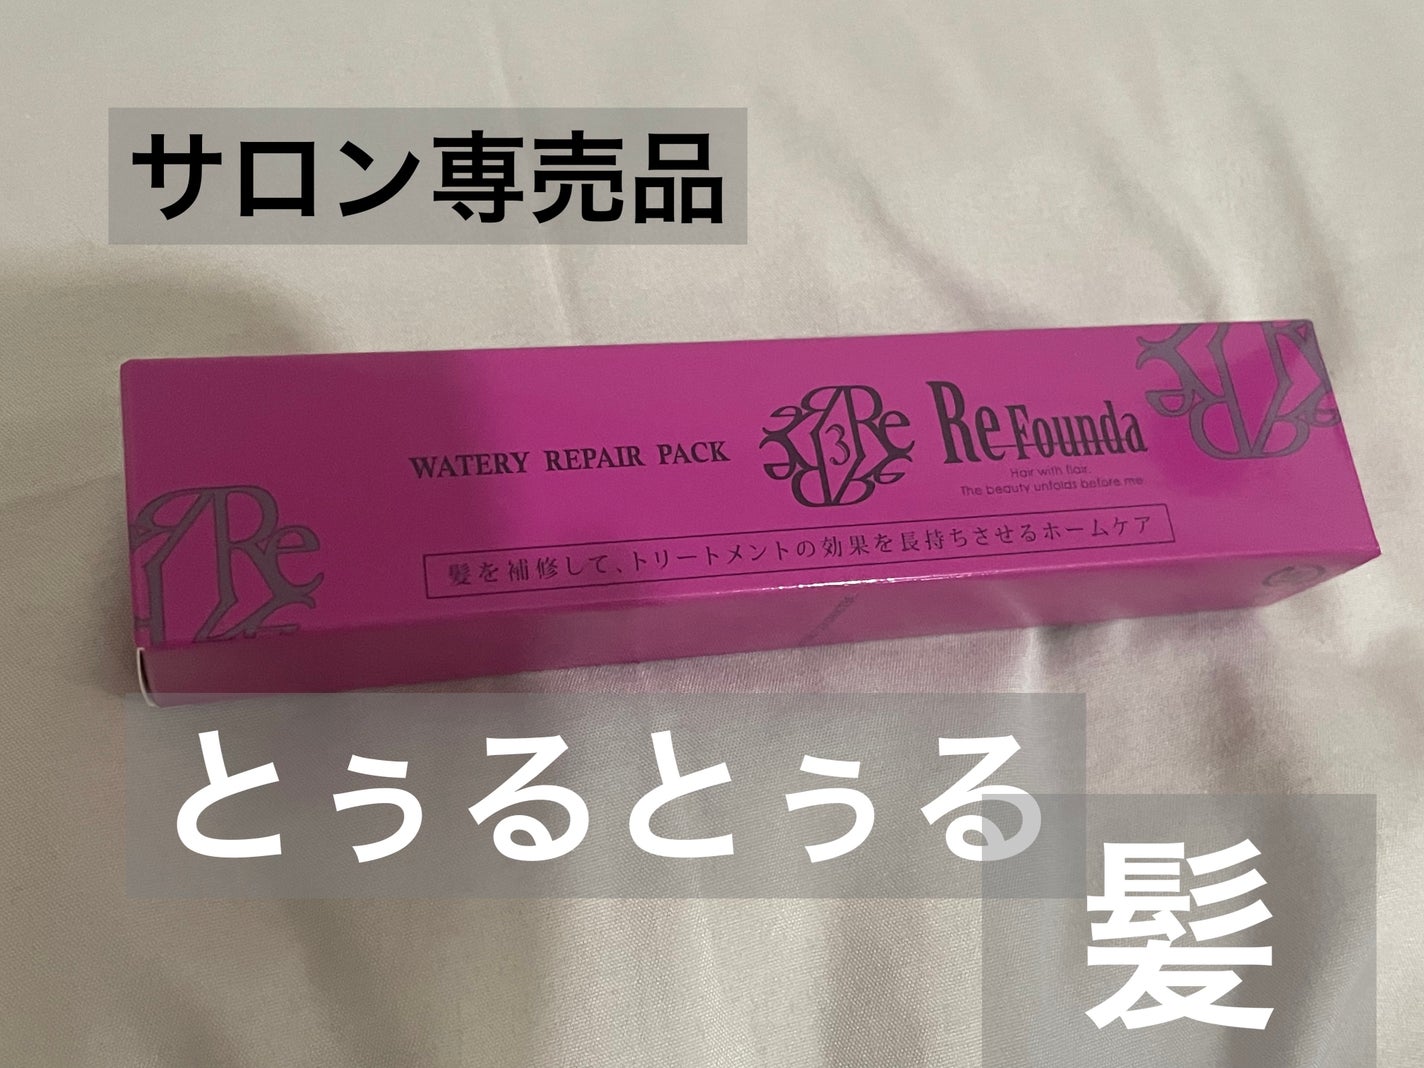 サロン専売品
WATERY REPAIR PACK
3
Re Founda
Hair with flair.
The beauty unfolds before me
髪を補修して、トリートメントの効果を長持ちさせるホームケア
Re
とぅるとぅる
髪